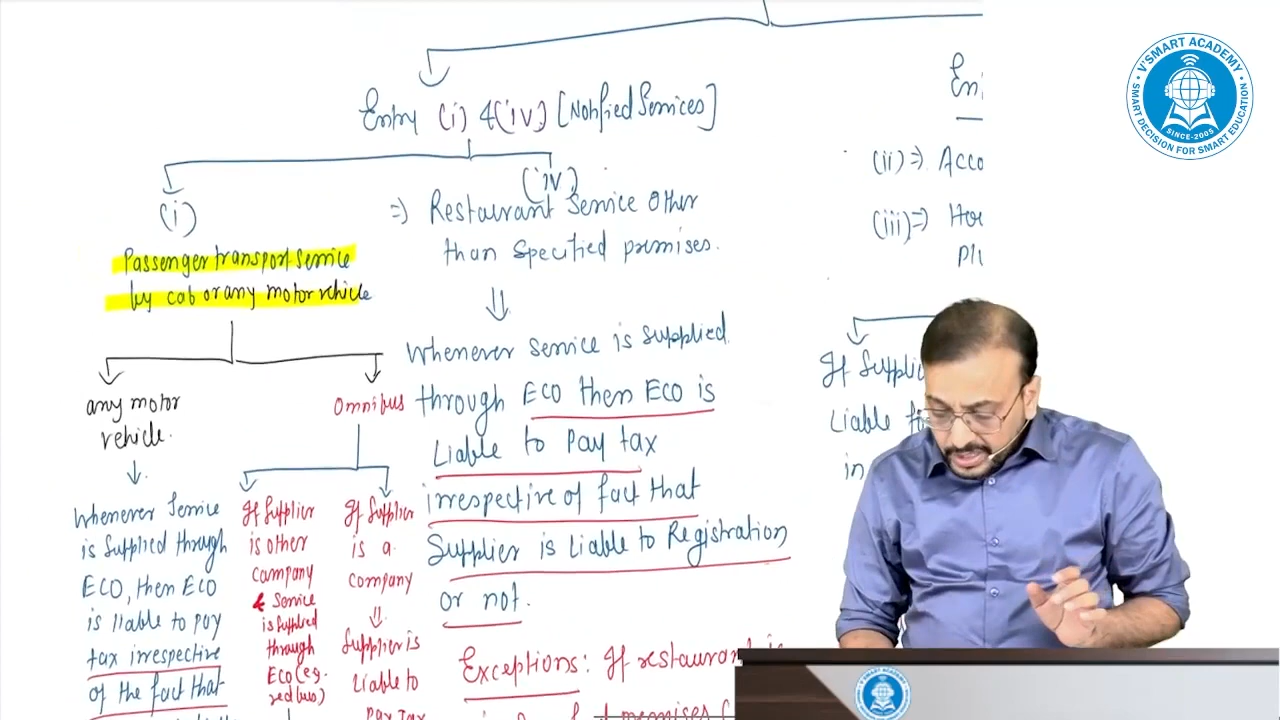 Entry (i) & (iv) [Notified Services]
(i)
Passenger transport service
by cab or any motor vehicle
any motor
vehicle.
Whenever Service
is supplied through
ECO, then ECO
is liable to pay
tax irrespective
of the fact that
Omnibus
If Supplier
is other
company
& Service
is supplied
through
ECO (eg.
redbus)
If Supplier
is a
company
Supplier is
liable to
pay tax
(iv)
=) Restaurant Service Other
than specified premises.
Whenever service is supplied
through ECO then ECO is
Liable to pay tax
irrespective of fact that
Supplier is Liable to Registration
or not.
Exceptions: If restaurant is
premises
(ii) =)
(iii) =)
If
Liable
in
V'SMART ACADEMY
SMART DECISION FOR SMART EDUCATION
SINCE-2005